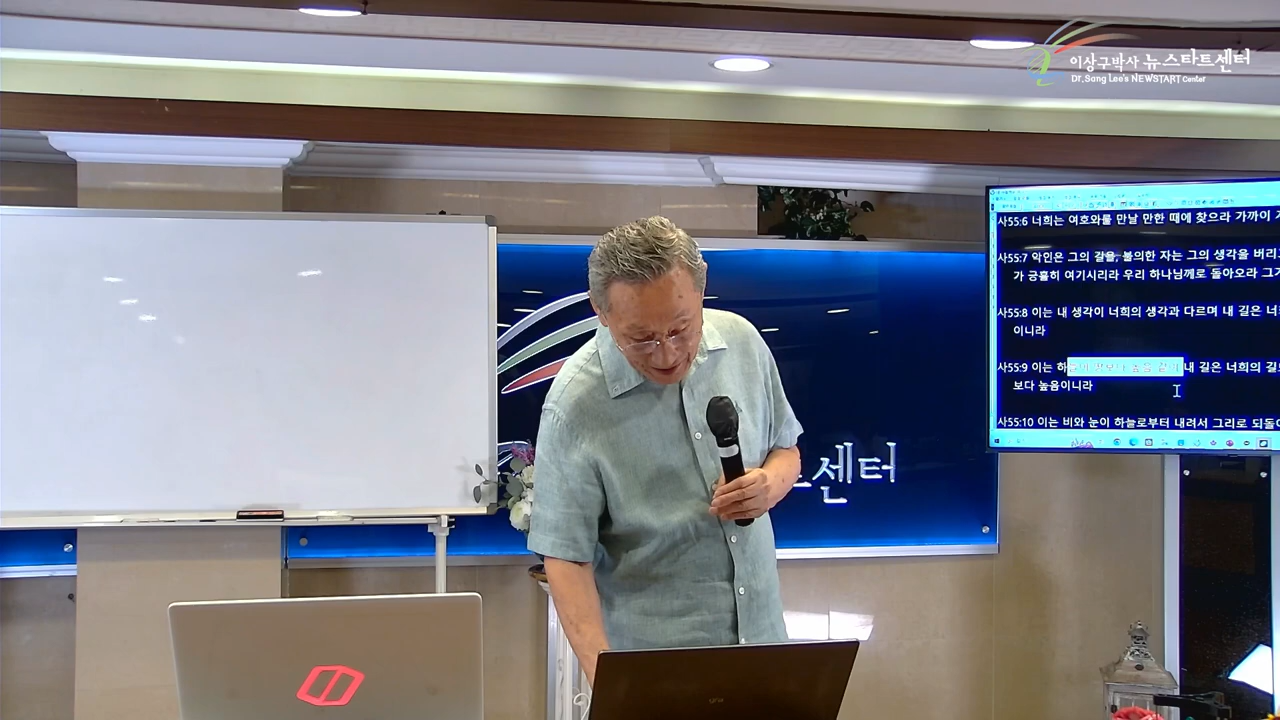 이상구박사 뉴스타트센터
Dr. Sang Lee's NEWSTART Center
사55:6 너희는 여호와를 만날 만한 때에 찾으라 가까이
사55:7 악인은 그의 길을, 불의한 자는 그의 생각을 버리고
가 긍휼히 여기시리라 우리 하나님께로 돌아오라 그가
사55:8 이는 내 생각이 너희의 생각과 다르며 내 길은
이니라
사55:9 이는 하늘이 땅보다 높음 같이 내 길은 너희의 길보
보다 높음이니라
사55:10 이는 비와 눈이 하늘로부터 내려서 그리로 되돌아
센터